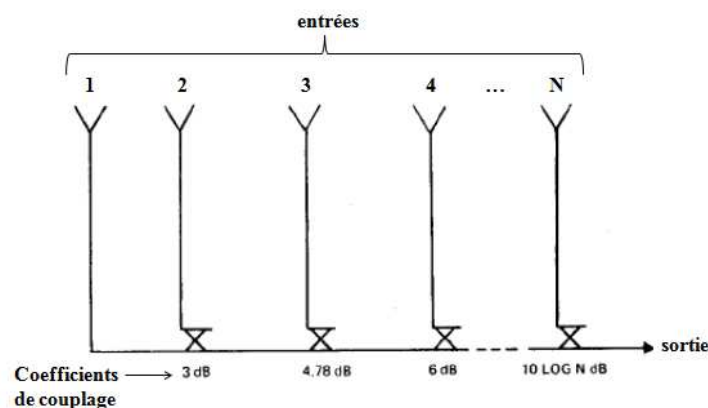 entrées
1 2 3 4 ... N
sortie
Coefficients de couplage
3 dB 4,78 dB 6 dB 10 LOG N dB